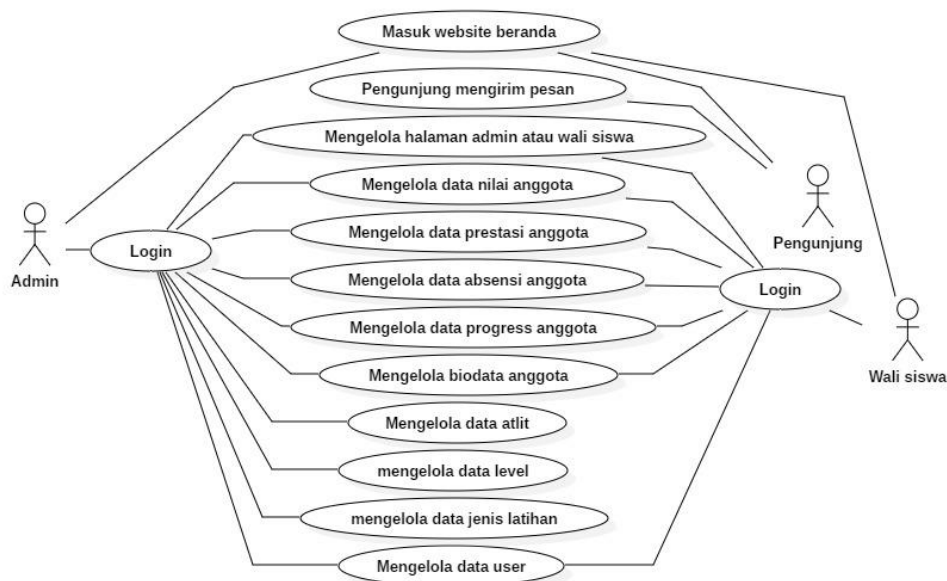 Masuk website beranda
Pengunjung mengirim pesan
Mengelola halaman admin atau wali siswa
Mengelola data nilai anggota
Mengelola data prestasi anggota
Pengunjung
Login
Admin
Mengelola data absensi anggota
Login
Mengelola data progress anggota
Mengelola biodata anggota
Wali siswa
Mengelola data atlit
mengelola data level
mengelola data jenis latihan
Mengelola data user